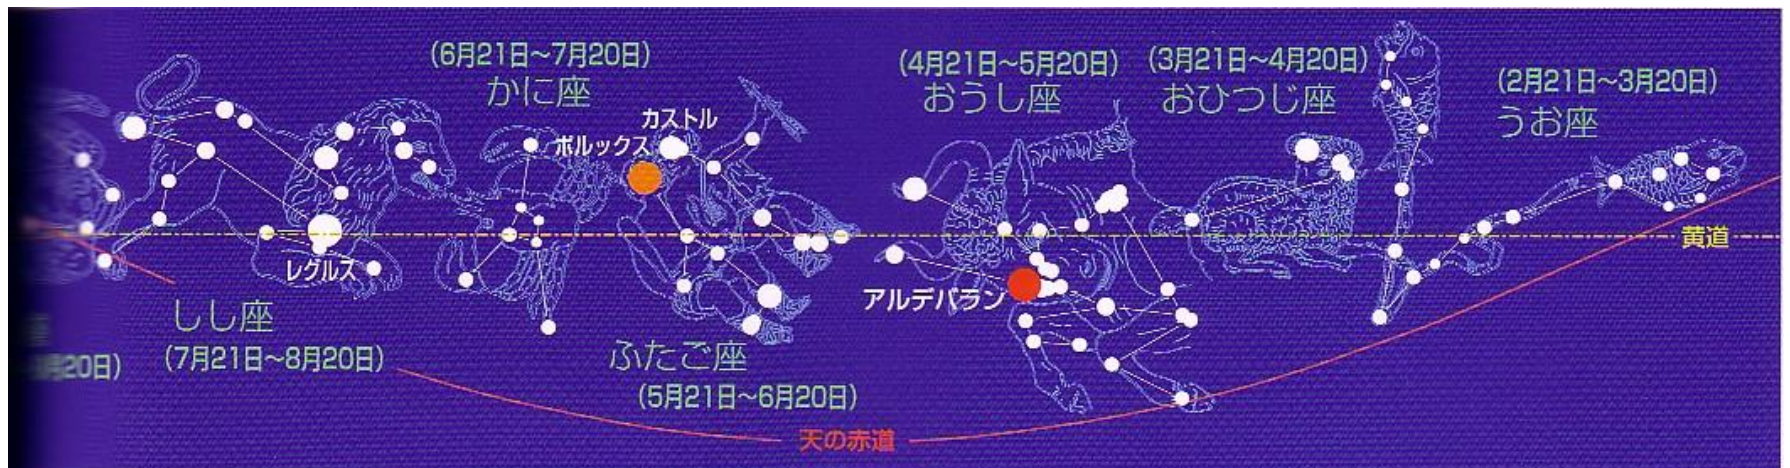 (6月21日~7月20日)
かに座
カストル
ポルックス
(4月21日~5月20日)
おうし座
(3月21日~4月20日)
おひつじ座
(2月21日~3月20日)
うお座
黄道
レグルス
アルデバラン
しし座
(7月21日~8月20日)
月20日)
ふたご座
(5月21日~6月20日)
天の赤道